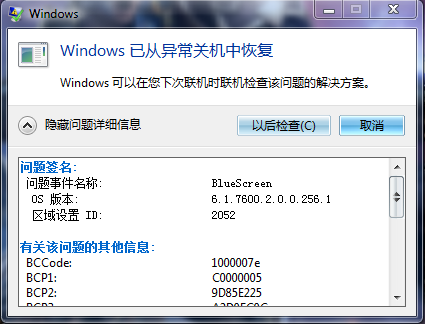 Windows
Windows 已从异常关机中恢复
Windows 可以在您下次联机时联机检查该问题的解决方案。
隐藏问题详细信息
以后检查(C)
取消
问题签名:
问题事件名称: BlueScreen
OS 版本: 6.1.7600.2.0.0.256.1
区域设置 ID: 2052
有关该问题的其他信息:
BCCode: 1000007e
BCP1: C0000005
BCP2: 9D85E225